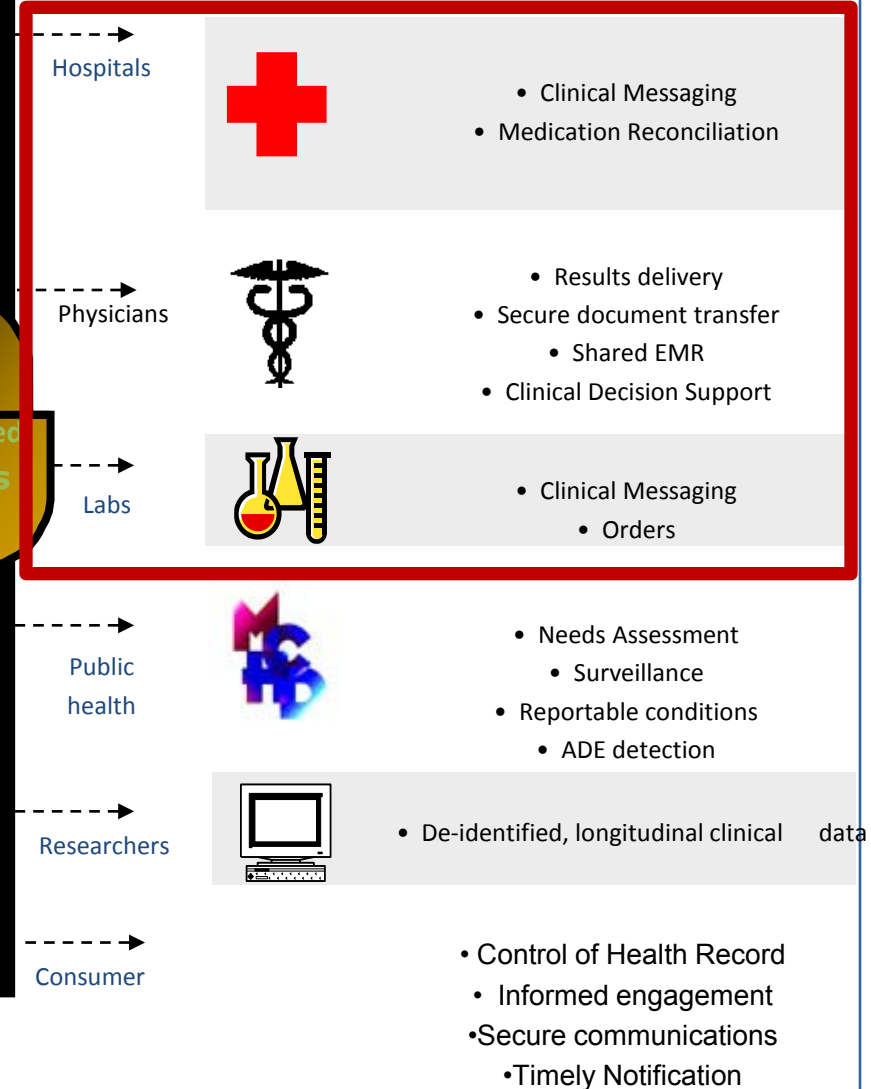 Hospitals
• Clinical Messaging
• Medication Reconciliation
Physicians
• Results delivery
• Secure document transfer
• Shared EMR
• Clinical Decision Support
ed
s
Labs
• Clinical Messaging
• Orders
MCHD
Public
health
• Needs Assessment
• Surveillance
• Reportable conditions
• ADE detection
Researchers
• De-identified, longitudinal clinical data
Consumer
• Control of Health Record
• Informed engagement
•Secure communications
•Timely Notification